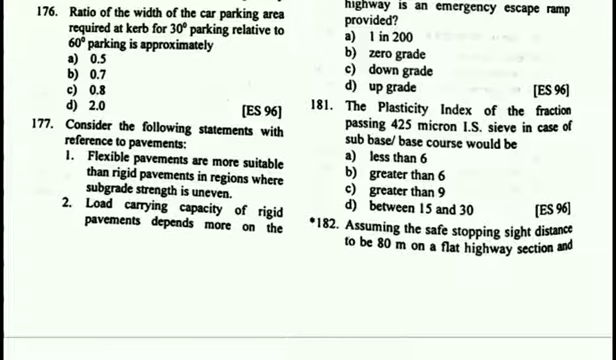 176. Ratio of the width of the car parking area
required at kerb for 30° parking relative to
60° parking is approximately
a) 0.5
b) 0.7
c) 0.8
d) 2.0 [ES 96]
177. Consider the following statements with
reference to pavements:
1. Flexible pavements are more suitable
than rigid pavements in regions where
subgrade strength is uneven.
2. Load carrying capacity of rigid
pavements depends more on the
highway is an emergency escape ramp
provided?
a) 1 in 200
b) zero grade
c) down grade
d) up grade [ES 96]
181. The Plasticity Index of the fraction
passing 425 micron I.S. sieve in case of
sub base/ base course would be
a) less than 6
b) greater than 6
c) greater than 9
d) between 15 and 30 [ES 96]
*182. Assuming the safe stopping sight distance
to be 80 m on a flat highway section and